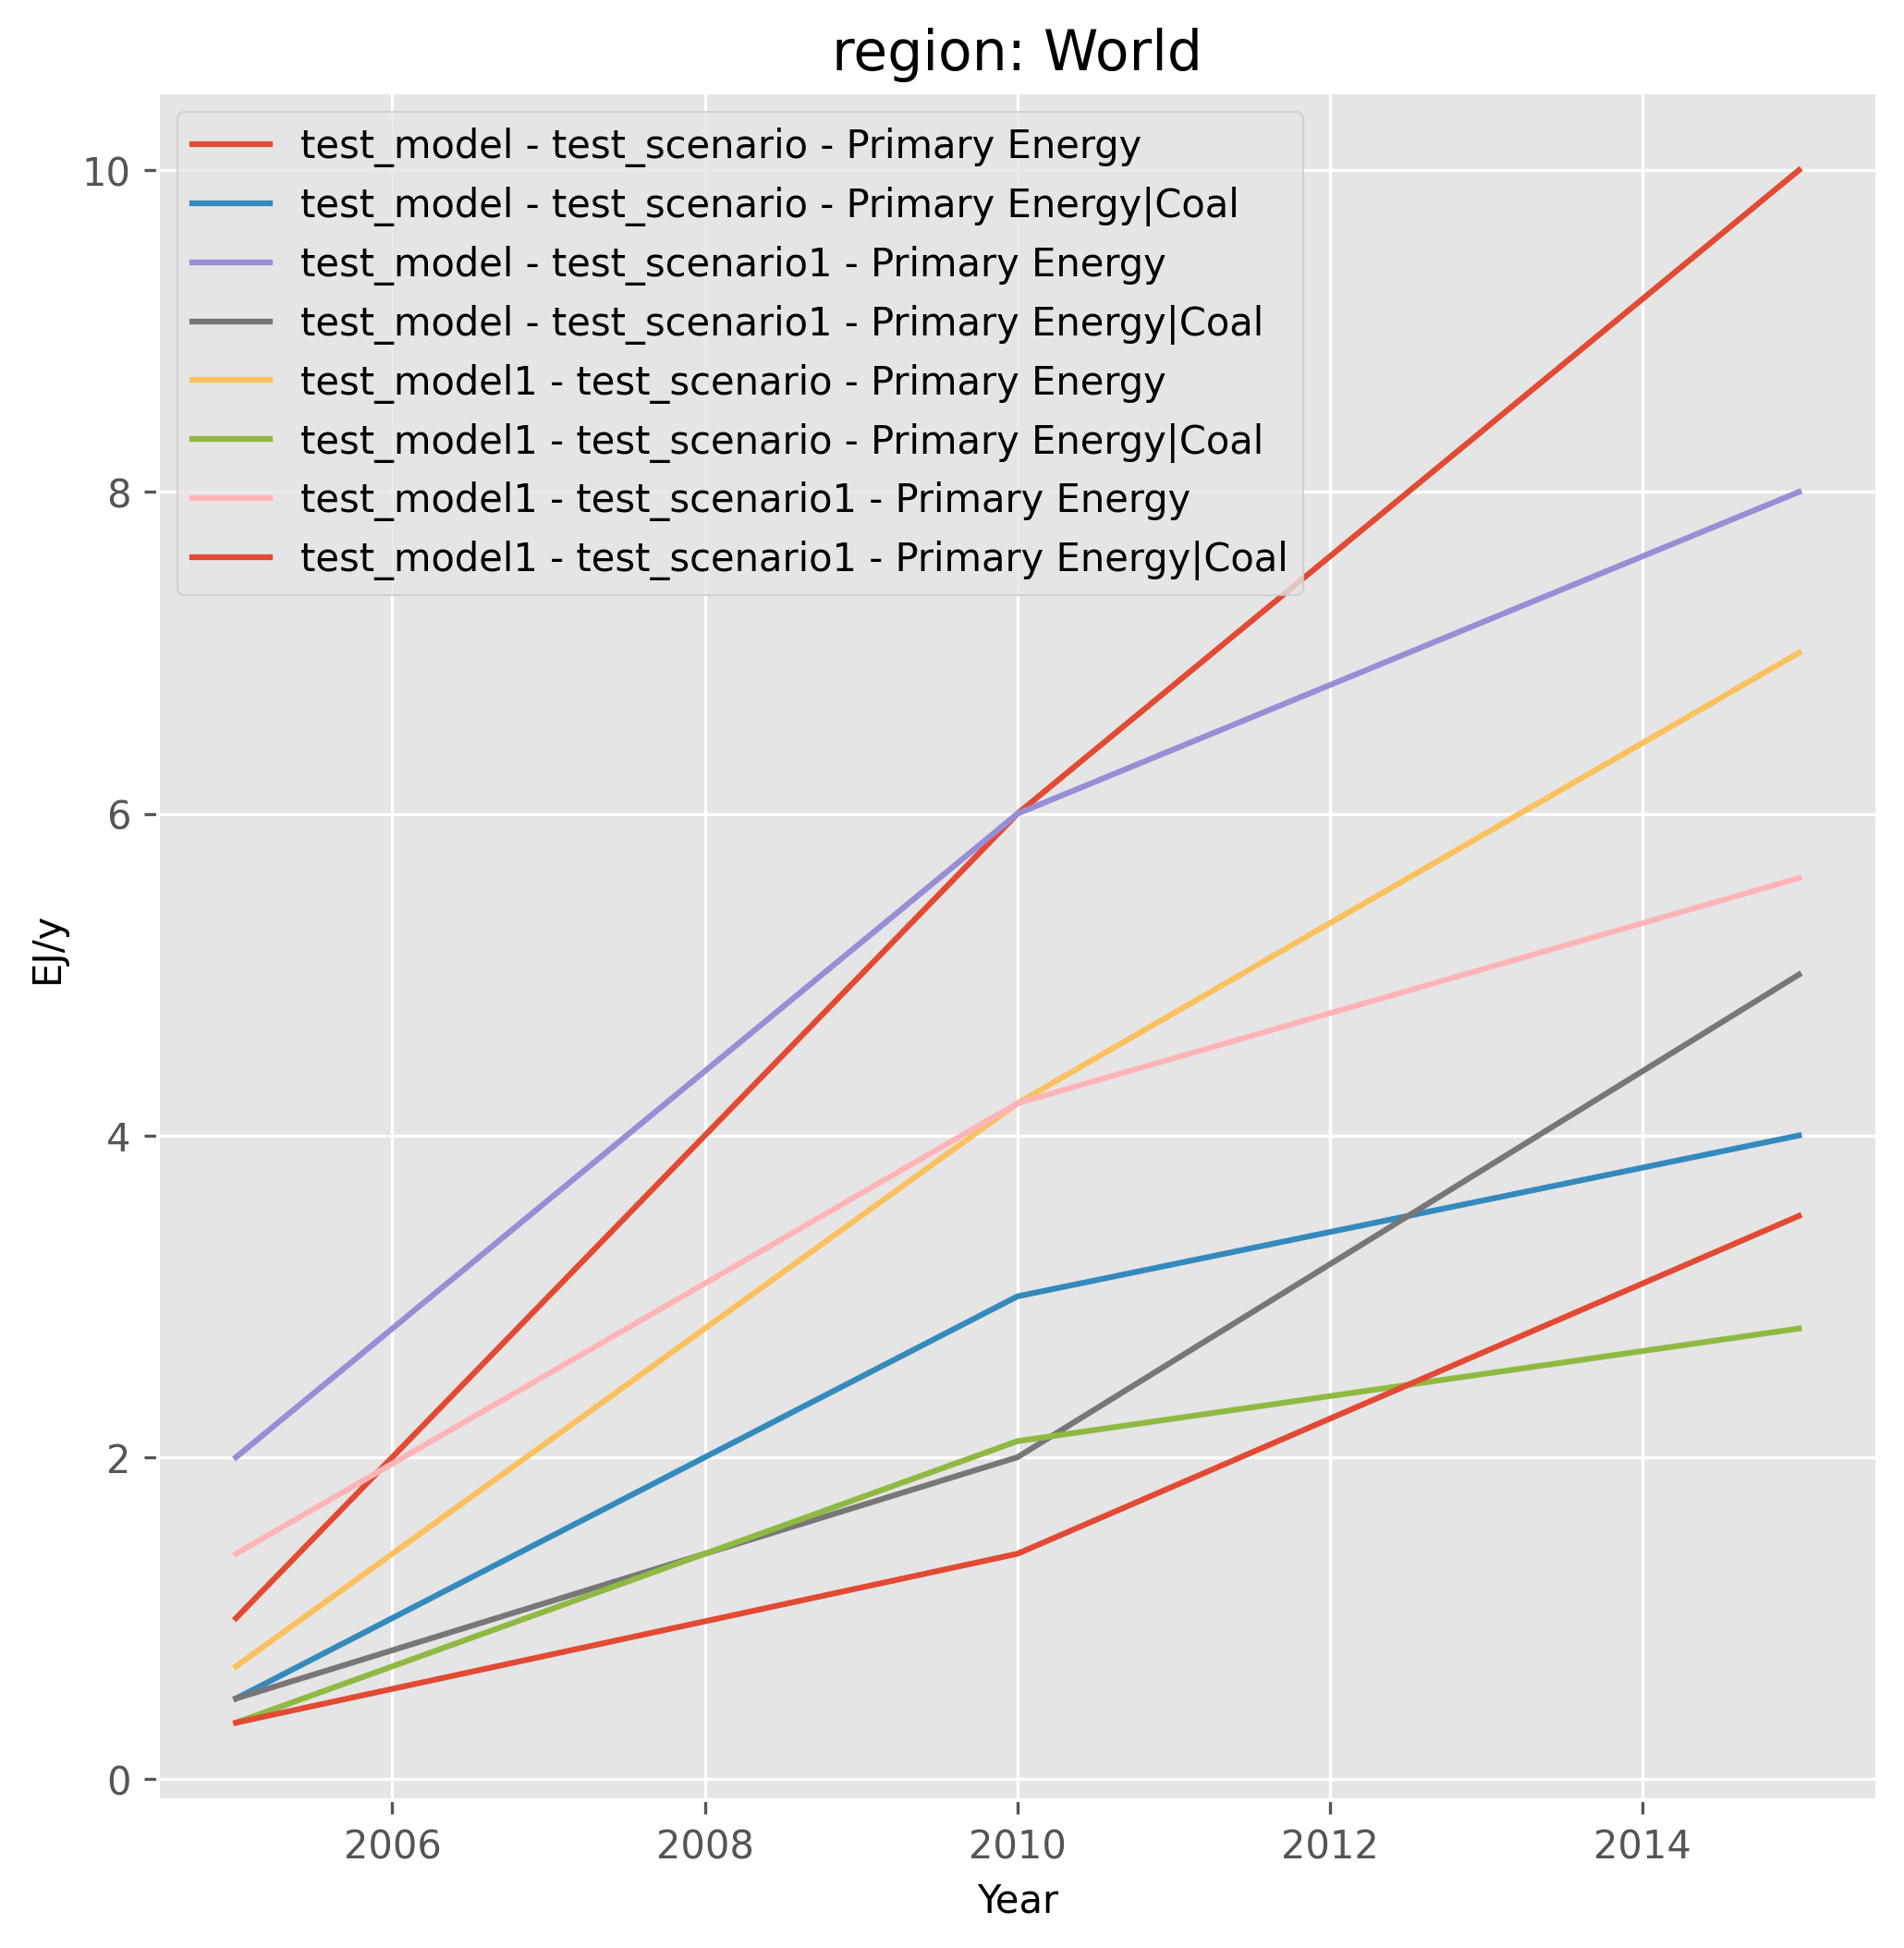 region: World
test_model - test_scenario - Primary Energy
test_model - test_scenario - Primary Energy|Coal
test_model - test_scenario1 - Primary Energy
test_model - test_scenario1 - Primary Energy|Coal
test_model1 - test_scenario - Primary Energy
test_model1 - test_scenario - Primary Energy|Coal
test_model1 - test_scenario1 - Primary Energy
test_model1 - test_scenario1 - Primary Energy|Coal
10
8
6
4
2
0
EJ/y
2006 2008 2010 2012 2014
Year